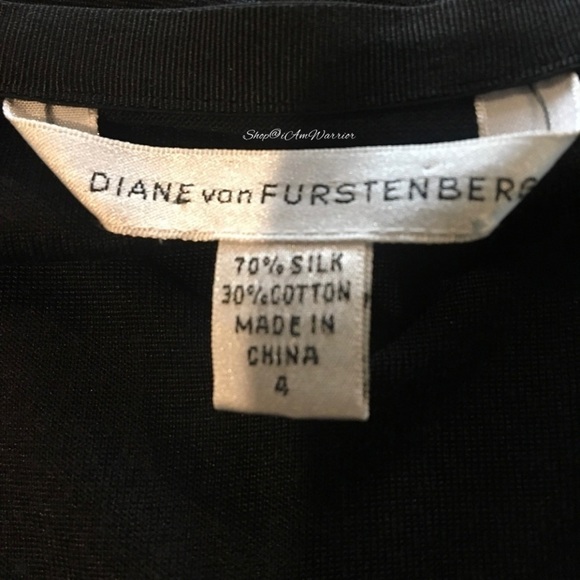 Shop@iAmWarrior
DIANE von FURSTENBERG
70% SILK
30% COTTON
MADE IN
CHINA
4